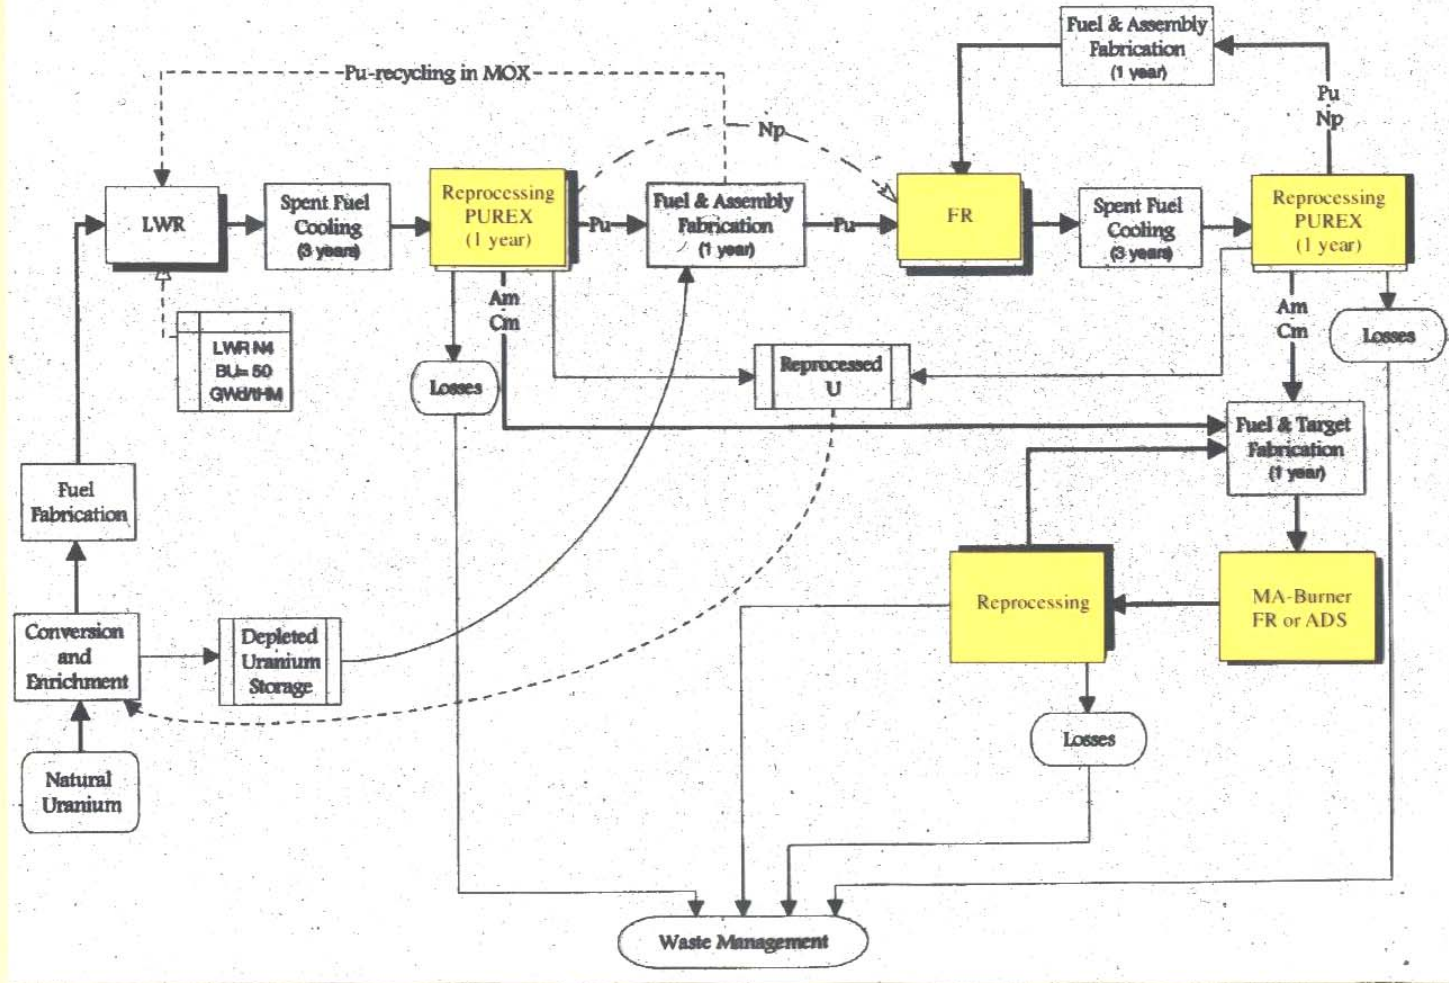 Fuel & Assembly
Fabrication
(1 year)
Pu-recycling in MOX
Pu
Np
Np
LWR
Spent Fuel
Cooling
(3 years)
Reprocessing
PUREX
(1 year)
Pu
Fuel & Assembly
Fabrication
(1 year)
Pu
FR
Spent Fuel
Cooling
(3 years)
Reprocessing
PUREX
(1 year)
Am
Cm
Am
Cm
LWR N4
BU= 50
GWd/tHM
Losses
Reprocessed
U
Losses
Fuel & Target
Fabrication
(1 year)
Fuel
Fabrication
Reprocessing
MA-Burner
FR or ADS
Conversion
and
Enrichment
Depleted
Uranium
Storage
Losses
Natural
Uranium
Waste Management